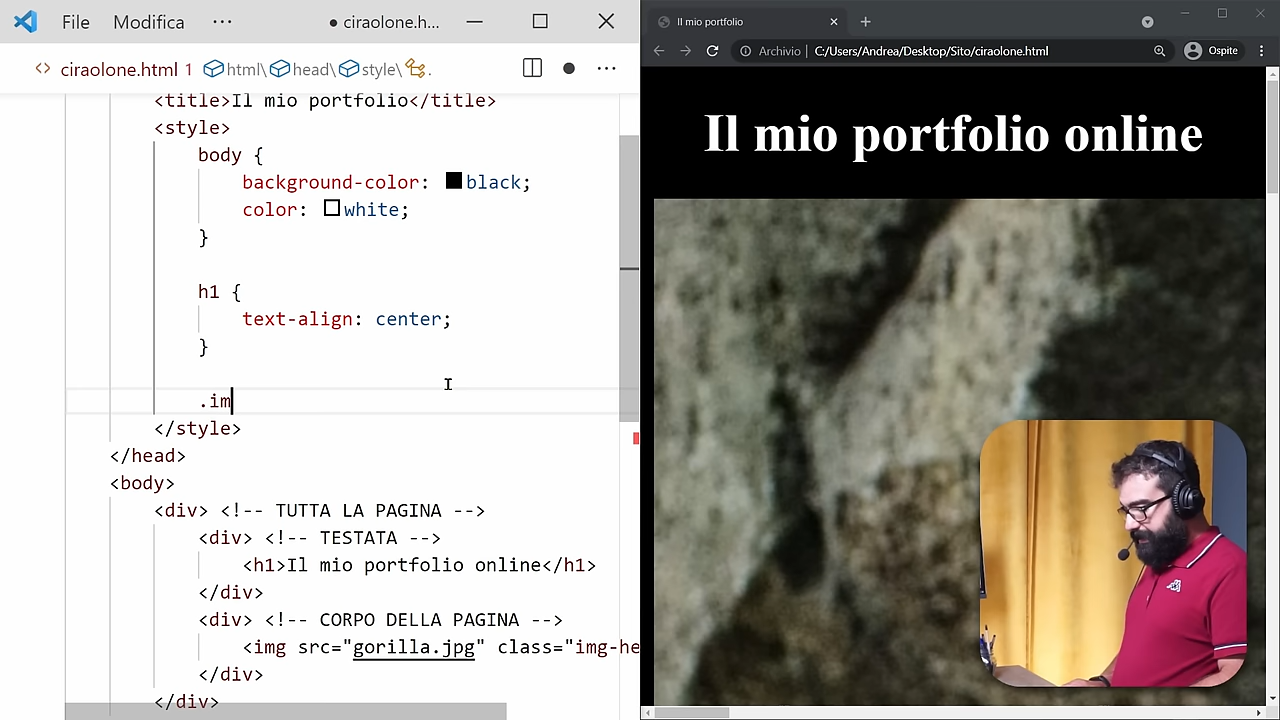 File Modifica ··· ● ciraolone.h...
ciraolone.html 1 html\ head\ style\ .
<title>Il mio portfolio</title>
<style>
body {
background-color: black;
color: white;
}
h1 {
text-align: center;
}
.im
</style>
</head>
<body>
<div> <!-- TUTTA LA PAGINA -->
<div> <!-- TESTATA -->
<h1>Il mio portfolio online</h1>
</div>
<div> <!-- CORPO DELLA PAGINA -->
<img src="gorilla.jpg" class="img-he
</div>
</div>
Il mio portfolio
Archivio | C:/Users/Andrea/Desktop/Sito/ciraolone.html Ospite
Il mio portfolio online